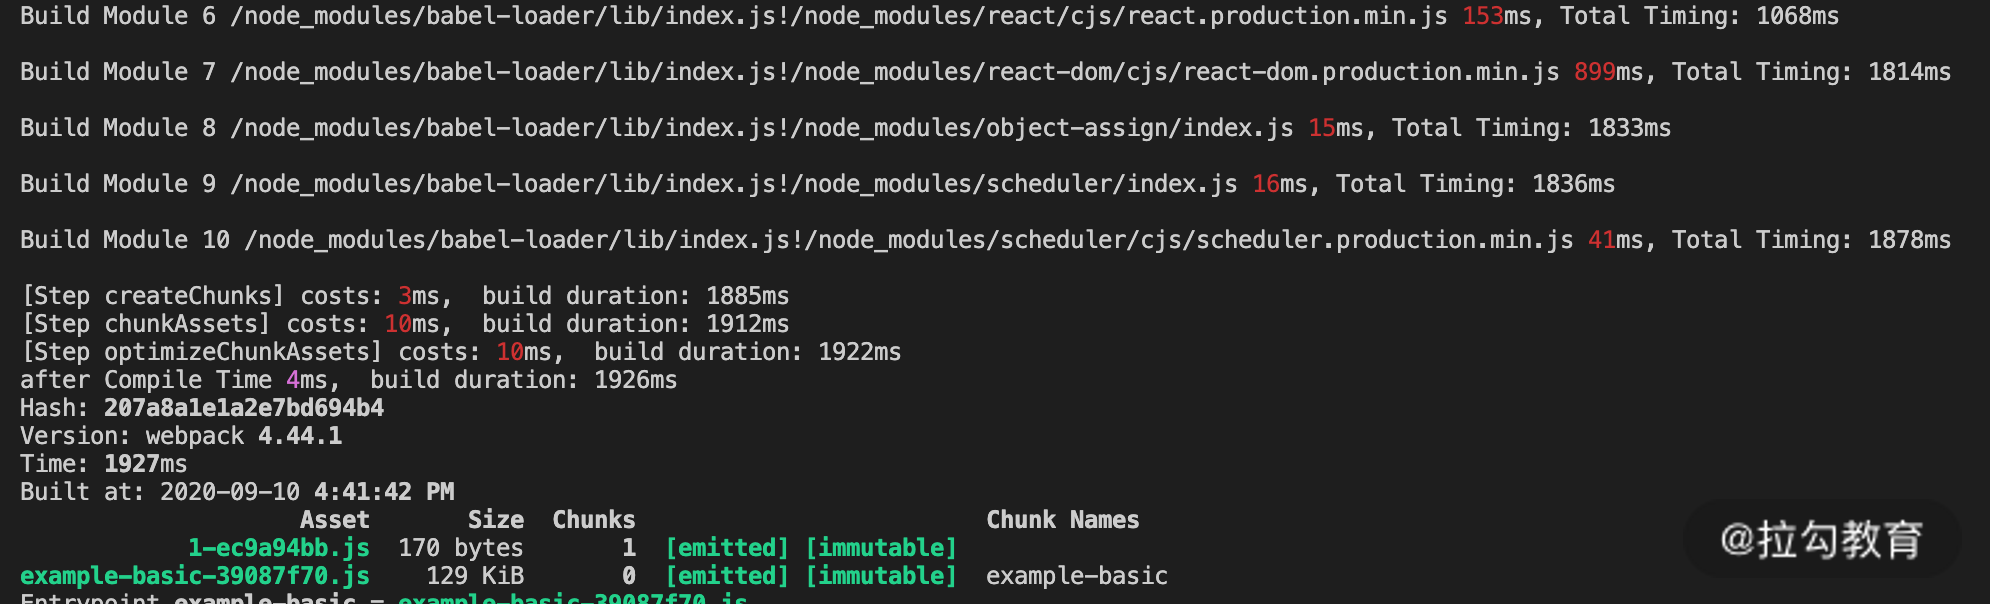 Build Module 6 /node_modules/babel-loader/lib/index.js!/node_modules/react/cjs/react.production.min.js 153ms, Total Timing: 1068ms
Build Module 7 /node_modules/babel-loader/lib/index.js!/node_modules/react-dom/cjs/react-dom.production.min.js 899ms, Total Timing: 1814ms
Build Module 8 /node_modules/babel-loader/lib/index.js!/node_modules/object-assign/index.js 15ms, Total Timing: 1833ms
Build Module 9 /node_modules/babel-loader/lib/index.js!/node_modules/scheduler/index.js 16ms, Total Timing: 1836ms
Build Module 10 /node_modules/babel-loader/lib/index.js!/node_modules/scheduler/cjs/scheduler.production.min.js 41ms, Total Timing: 1878ms
[Step createChunks] costs: 3ms,  build duration: 1885ms
[Step chunkAssets] costs: 10ms,  build duration: 1912ms
[Step optimizeChunkAssets] costs: 10ms,  build duration: 1922ms
after Compile Time 4ms,  build duration: 1926ms
Hash: 207a8a1e1a2e7bd694b4
Version: webpack 4.44.1
Time: 1927ms
Built at: 2020-09-10 4:41:42 PM
Asset Size Chunks Chunk Names
1-ec9a94bb.js 170 bytes 1 [emitted] [immutable]
example-basic-39087f70.js 129 KiB 0 [emitted] [immutable] example-basic
Entrypoint example-basic = example-basic-39087f70.js
@拉勾教育